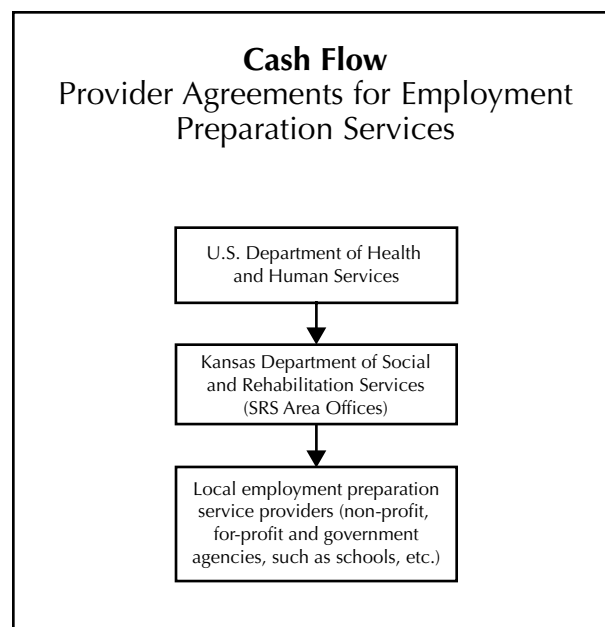 Cash Flow
Provider Agreements for Employment
Preparation Services
U.S. Department of Health
and Human Services
Kansas Department of Social
and Rehabilitation Services
(SRS Area Offices)
Local employment preparation
service providers (non-profit,
for-profit and government
agencies, such as schools, etc.)